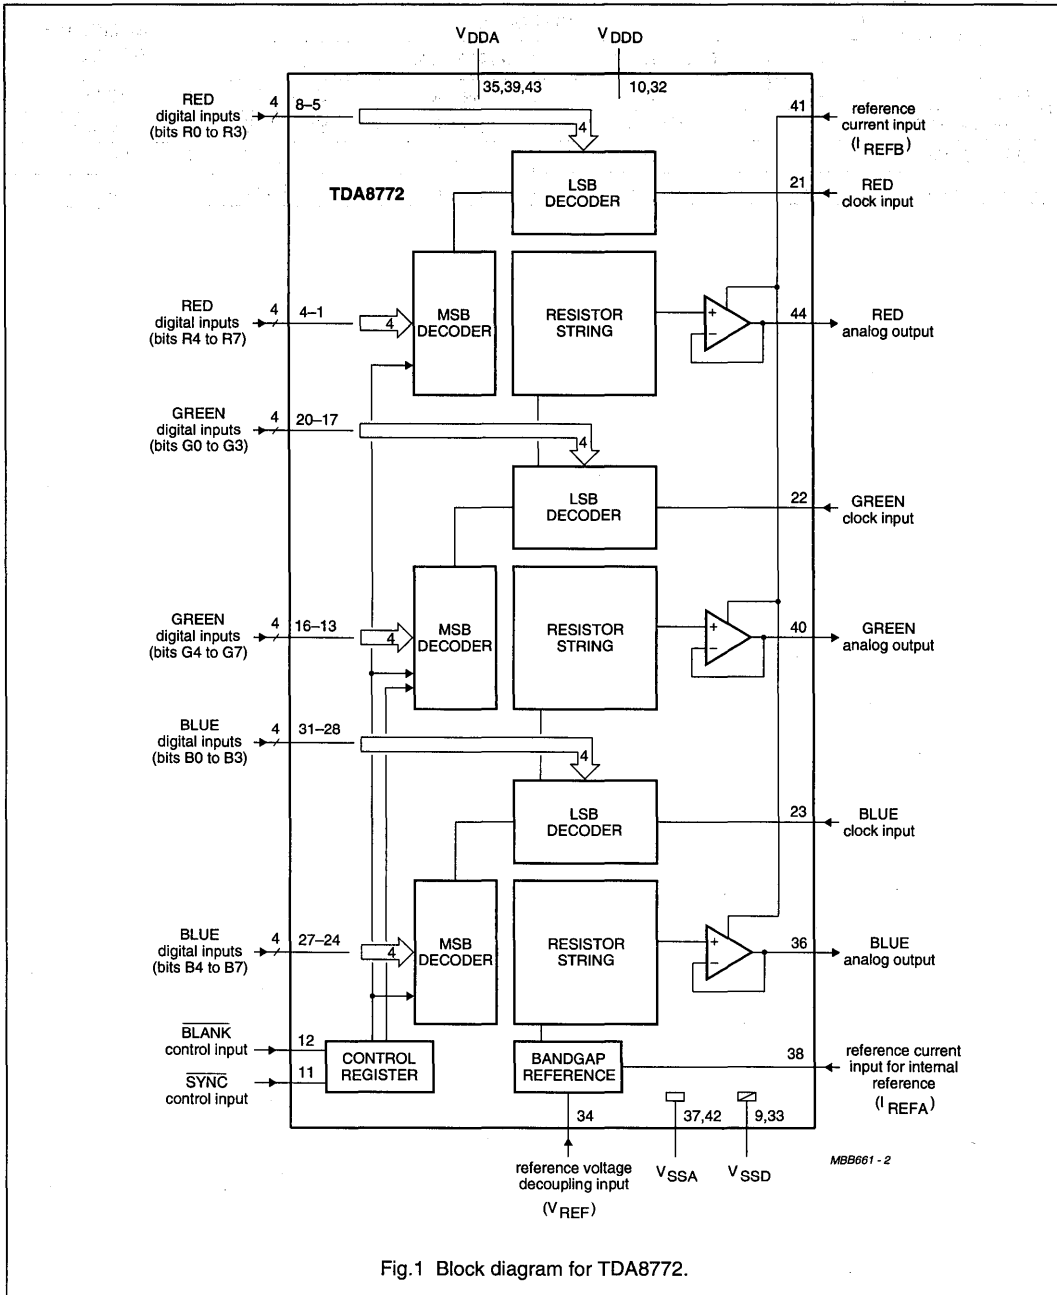 V DDA
V DDD
35,39,43
10,32
RED
digital inputs
(bits R0 to R3)
4
8–5
4
41
reference
current input
(I REFB)
TDA8772
LSB
DECODER
21
RED
clock input
RED
digital inputs
(bits R4 to R7)
4
4–1
4
MSB
DECODER
RESISTOR
STRING
+
−
44
RED
analog output
GREEN
digital inputs
(bits G0 to G3)
4
20–17
4
LSB
DECODER
22
GREEN
clock input
GREEN
digital inputs
(bits G4 to G7)
4
16–13
4
MSB
DECODER
RESISTOR
STRING
+
−
40
GREEN
analog output
BLUE
digital inputs
(bits B0 to B3)
4
31–28
4
LSB
DECODER
23
BLUE
clock input
BLUE
digital inputs
(bits B4 to B7)
4
27–24
4
MSB
DECODER
RESISTOR
STRING
+
−
36
BLUE
analog output
BLANK
control input
12
SYNC
control input
11
CONTROL
REGISTER
BANDGAP
REFERENCE
38
reference current
input for internal
reference
(I REFA)
34
37,42
9,33
reference voltage
decoupling input
(V REF)
V SSA
V SSD
MBB661 - 2
Fig.1 Block diagram for TDA8772.